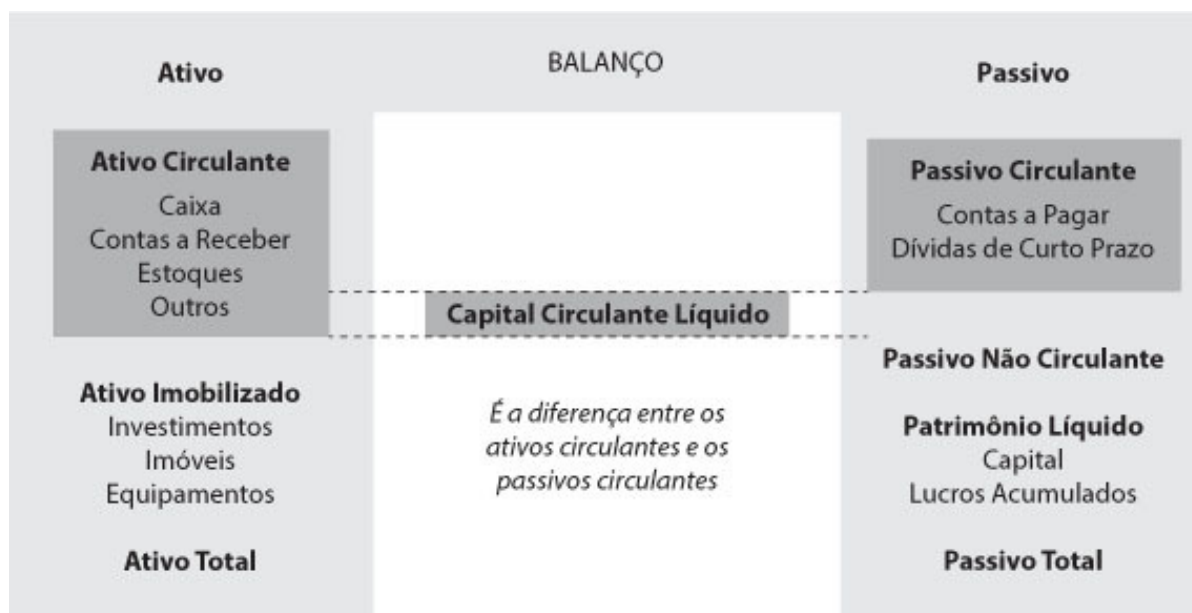 BALANÇO
Ativo
Ativo Circulante
Caixa
Contas a Receber
Estoques
Outros
Ativo Imobilizado
Investimentos
Imóveis
Equipamentos
Ativo Total
Capital Circulante Líquido
É a diferença entre os
ativos circulantes e os
passivos circulantes
Passivo
Passivo Circulante
Contas a Pagar
Dívidas de Curto Prazo
Passivo Não Circulante
Patrimônio Líquido
Capital
Lucros Acumulados
Passivo Total